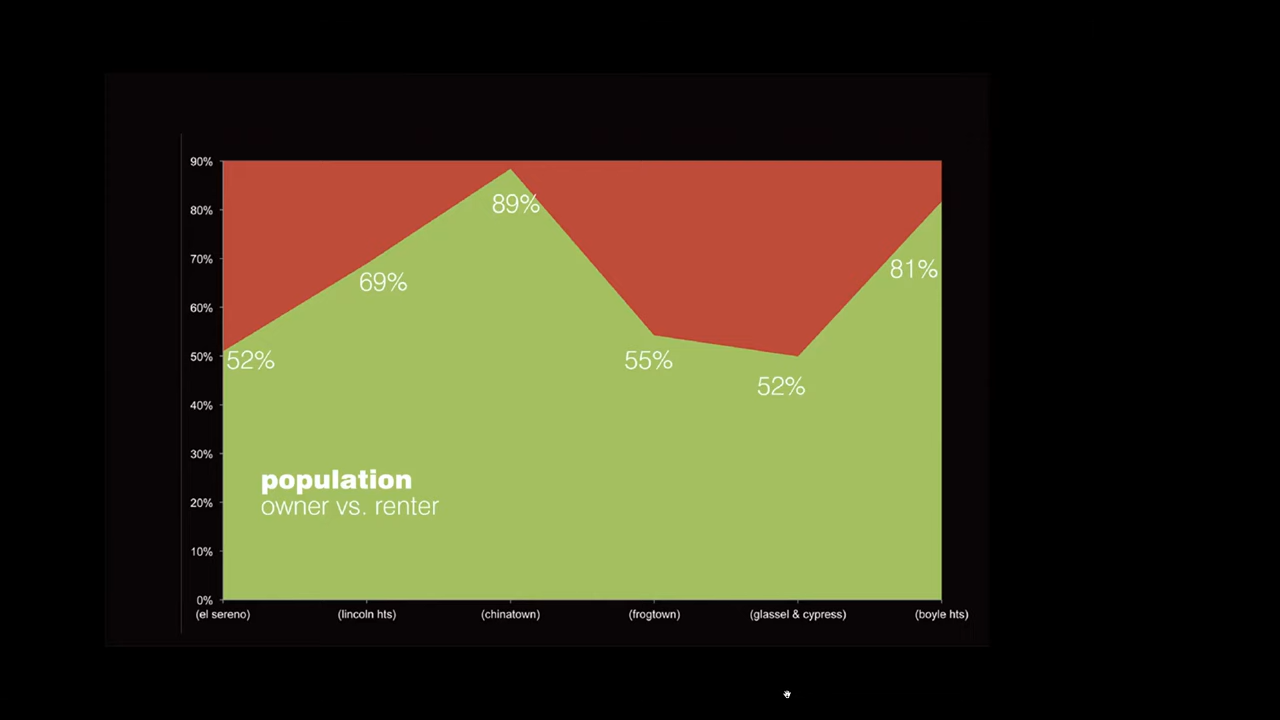 90%
80%
70%
60%
50%
40%
30%
20%
10%
0%
89%
81%
69%
52%
55%
52%
population
owner vs. renter
(el sereno)
(lincoln hts)
(chinatown)
(frogtown)
(glassel & cypress)
(boyle hts)